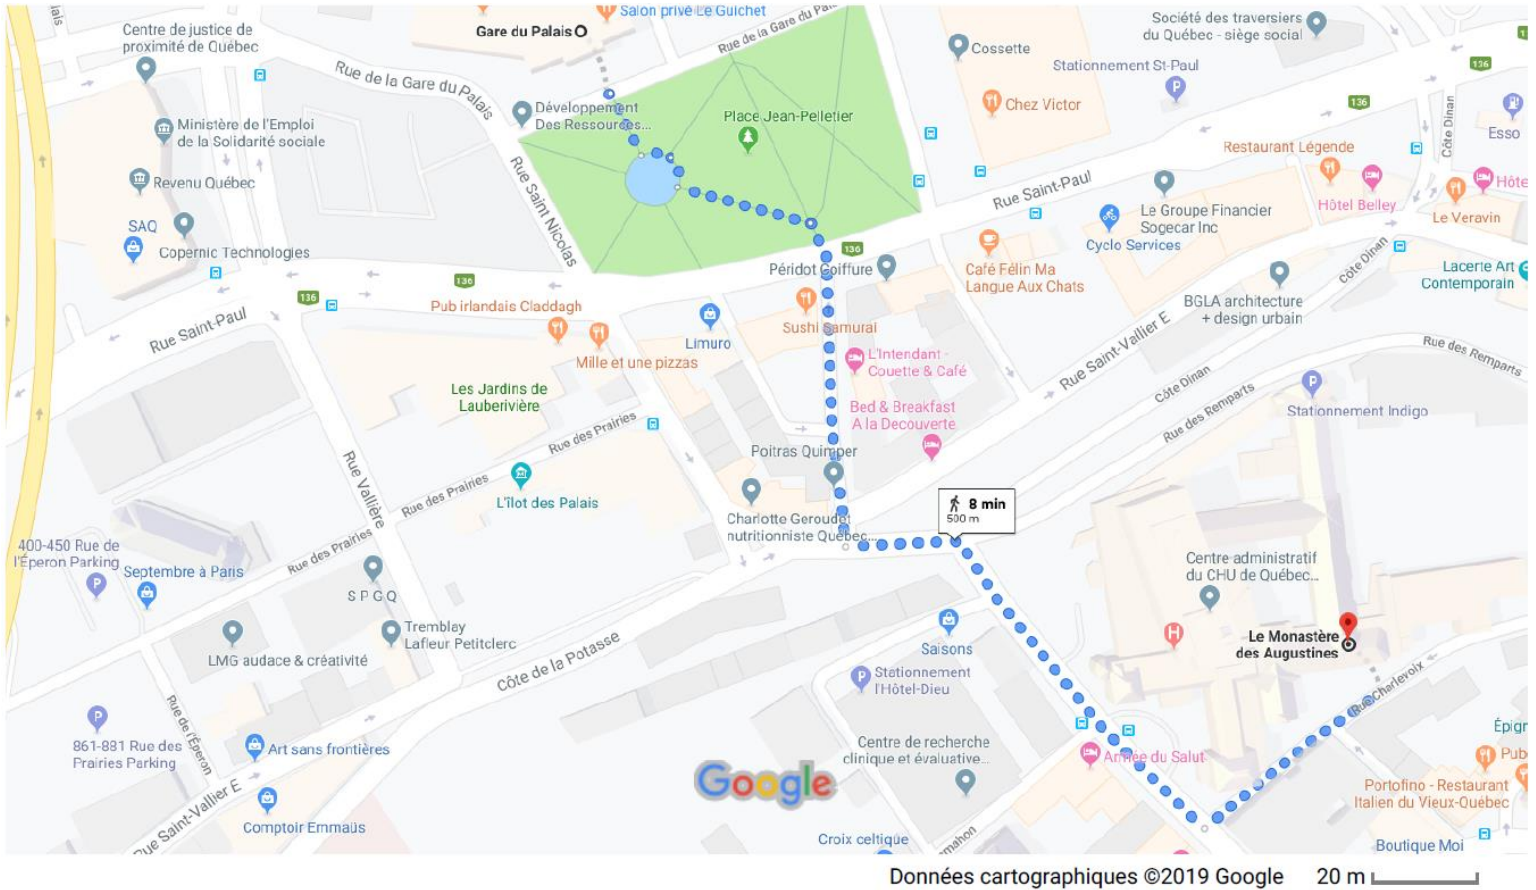 Salon privé Le Guichet
Gare du Palais
Rue de la Gare du Pal
Société des traversiers
du Québec - siège social
Centre de justice de
proximité de Québec
Cossette
Stationnement St-Paul
136
Rue de la Gare du Palais
Chez Victor
136
Esso
Développement
Des Ressources...
Place Jean-Pelletier
Côte Dinan
Ministère de l'Emploi
de la Solidarité sociale
Restaurant Légende
Revenu Québec
Rue Saint-Paul
Hôtel Belley
Hôte
Le Groupe Financier
Sogecar Inc
Le Veravin
SAQ
Rue Saint Nicolas
Cyclo Services
Copernic Technologies
136
Péridot Coiffure
Café Félin Ma
Langue Aux Chats
Côte Dinan
Lacerte Art
Contemporain
136
136
Pub irlandais Claddagh
BGLA architecture
+ design urbain
Sushi Samurai
Rue Saint-Paul
Limuro
Rue des Remparts
Mille et une pizzas
L'Intendant -
Couette & Café
Rue Saint-Vallier E
Les Jardins de
Lauberivière
Côte Dinan
Rue des Remparts
Stationnement Indigo
Bed & Breakfast
A la Decouverte
Rue des Prairies
Poitras Quimper
Rue Vallière
L'îlot des Palais
Rue des Prairies
8 min
500 m
Charlotte Geroudet
nutritionniste Québec...
400-450 Rue de
l'Éperon Parking
Rue des Prairies
Septembre à Paris
Centre administratif
du CHU de Québec...
S P G Q
Tremblay
Lafleur Petitclerc
H
Le Monastère
des Augustines
LMG audace & créativité
Saisons
Côte de la Potasse
Stationnement
l'Hôtel-Dieu
Rue Charlevoix
Rue de l'Éperon
861-881 Rue des
Prairies Parking
Art sans frontières
Centre de recherche
clinique et évaluative...
Armée du Salut
Épigr
Pub
Google
Portofino - Restaurant
Italien du Vieux-Québec
Rue Saint-Vallier E
Comptoir Emmaüs
Croix celtique
mahon
Boutique Moi
Données cartographiques ©2019 Google 20 m